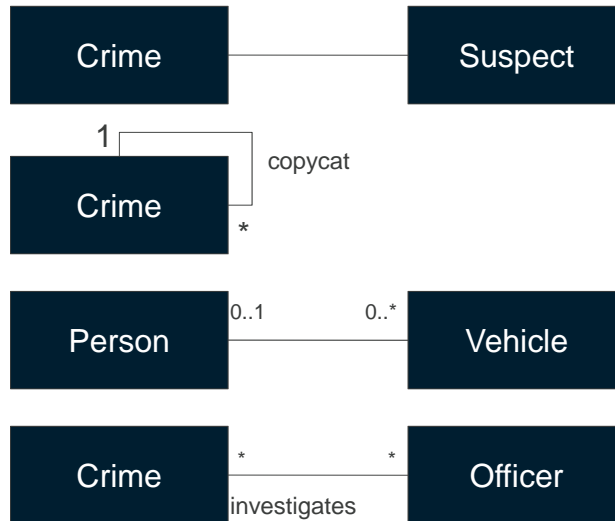 Crime
Suspect
1
copycat
Crime
*
0..1
0..*
Person
Vehicle
*
*
Crime
Officer
investigates